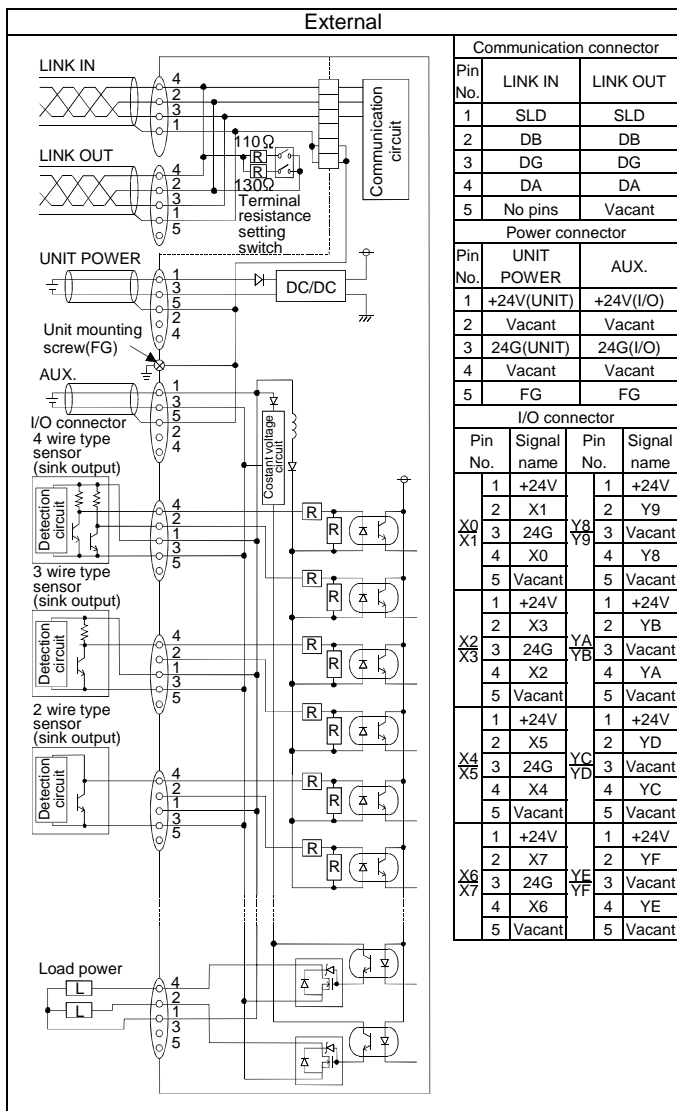 External
LINK IN
4
2
3
1
Communication
circuit
LINK OUT
4
2
3
1
5
110Ω
R
R
130Ω
Terminal
resistance
setting
switch
UNIT POWER
1
3
5
2
4
DC/DC
Unit mounting
screw(FG)
AUX.
1
3
5
2
4
Costant voltage
circuit
I/O connector
4 wire type
sensor
(sink output)
Detection
circuit
4
2
1
3
5
R
R
R
R
3 wire type
sensor
(sink output)
Detection
circuit
4
2
1
3
5
R
R
R
R
2 wire type
sensor
(sink output)
Detection
circuit
4
2
1
3
5
R
R
R
R
Load power
L
L
4
2
1
3
5
Communication connector
Pin No. LINK IN LINK OUT
1 SLD SLD
2 DB DB
3 DG DG
4 DA DA
5 No pins Vacant
Power connector
Pin No. UNIT POWER AUX.
1 +24V(UNIT) +24V(I/O)
2 Vacant Vacant
3 24G(UNIT) 24G(I/O)
4 Vacant Vacant
5 FG FG
I/O connector
Pin No. Signal name Pin No. Signal name
X0 X1 Y8 Y9
1 +24V 1 +24V
2 X1 2 Y9
3 24G 3 Vacant
4 X0 4 Y8
5 Vacant 5 Vacant
X2 X3 YA YB
1 +24V 1 +24V
2 X3 2 YB
3 24G 3 Vacant
4 X2 4 YA
5 Vacant 5 Vacant
X4 X5 YC YD
1 +24V 1 +24V
2 X5 2 YD
3 24G 3 Vacant
4 X4 4 YC
5 Vacant 5 Vacant
X6 X7 YE YF
1 +24V 1 +24V
2 X7 2 YF
3 24G 3 Vacant
4 X6 4 YE
5 Vacant 5 Vacant